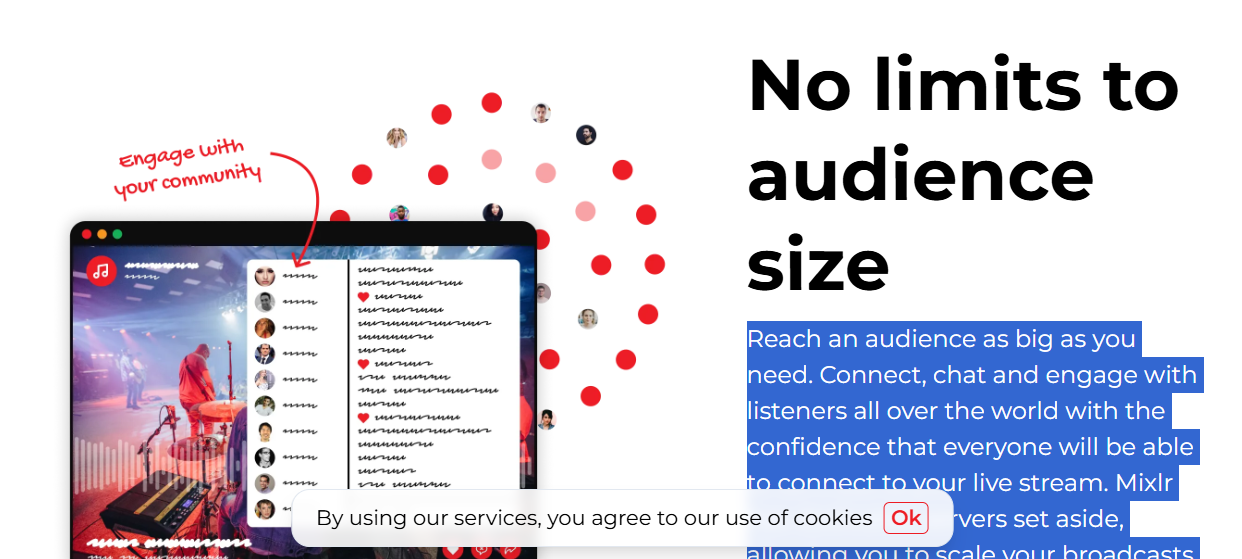 No limits to
audience
size
Engage with
your community
Reach an audience as big as you
need. Connect, chat and engage with
listeners all over the world with the
confidence that everyone will be able
to connect to your live stream. Mixlr
set aside,
allowing you to scale your broadcasts
By using our services, you agree to our use of cookies
Ok